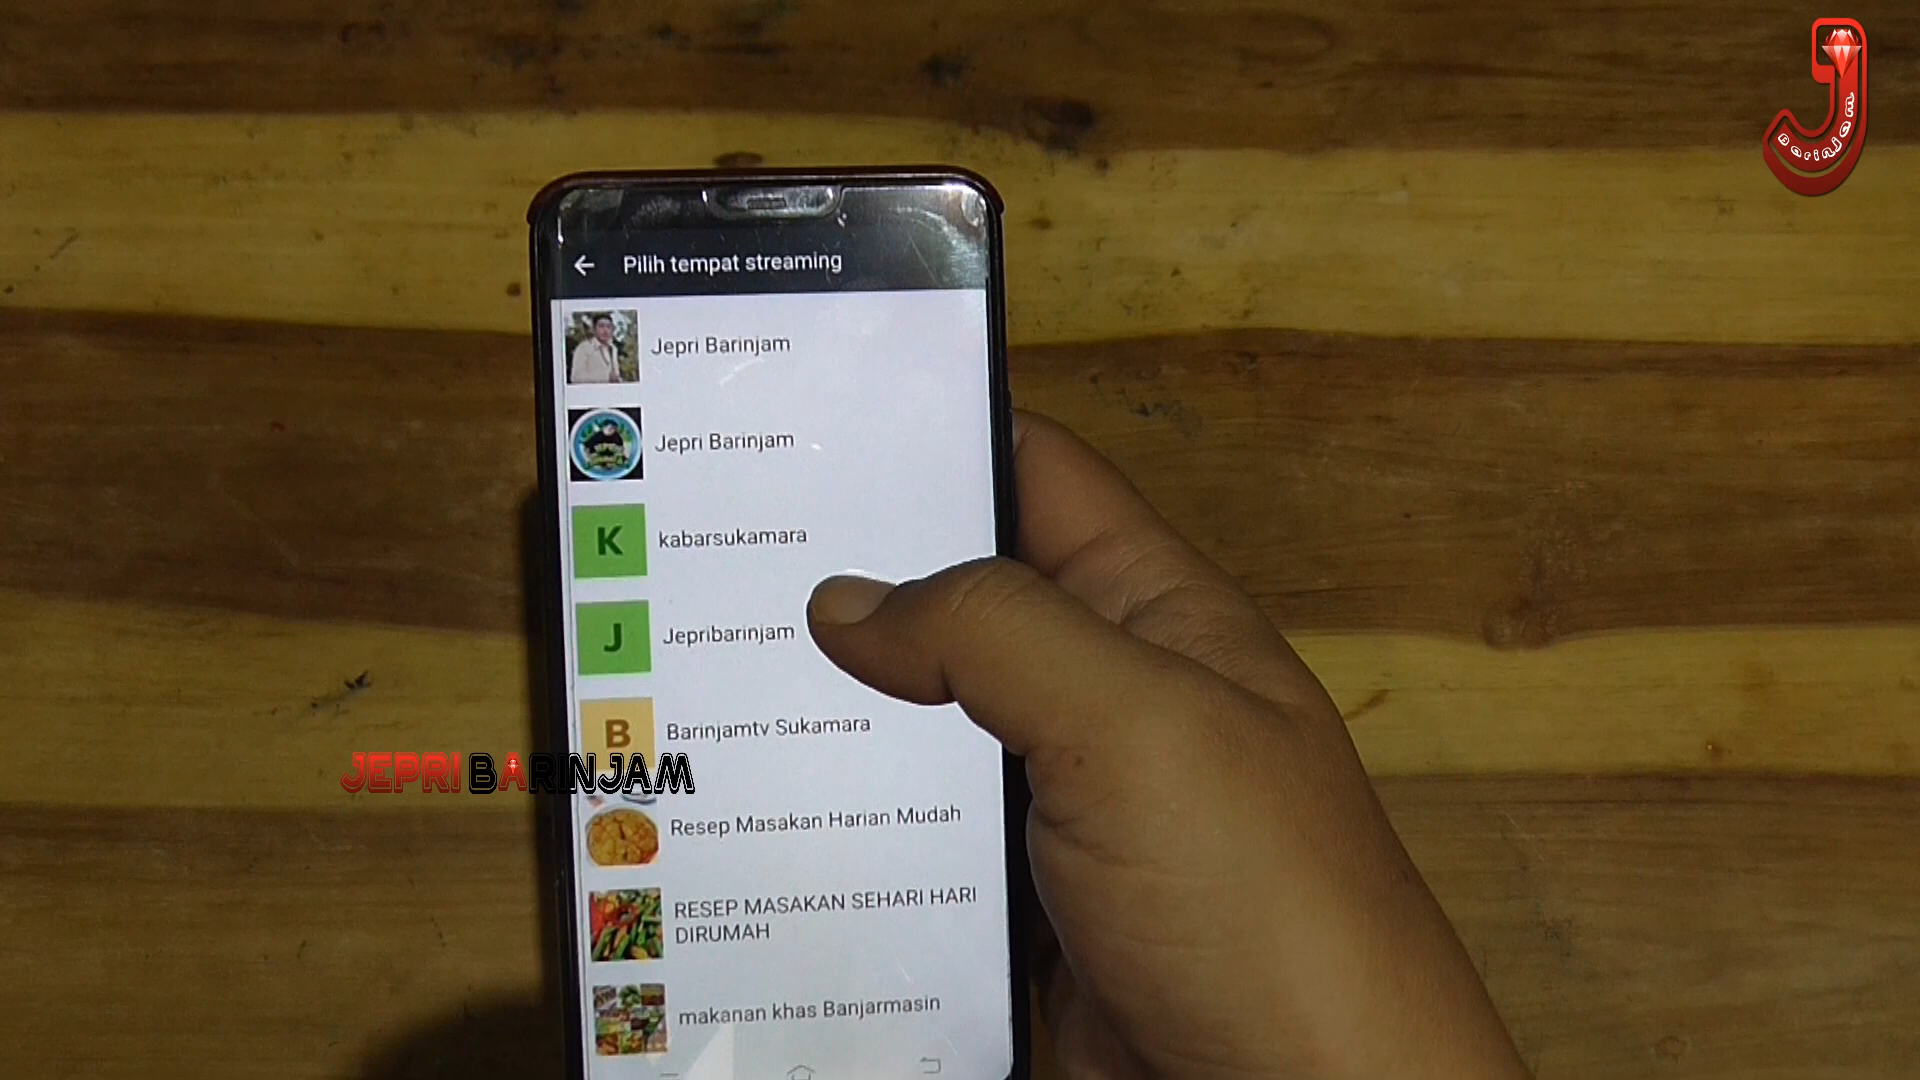 Barinjam
Pilih tempat streaming
Jepri Barinjam
Jepri Barinjam
K
kabarsukamara
J
Jepribarinjam
B
Barinjamtv Sukamara
JEPRI BARINJAM
Resep Masakan Harian Mudah
RESEP MASAKAN SEHARI HARI
DIRUMAH
makanan khas Banjarmasin